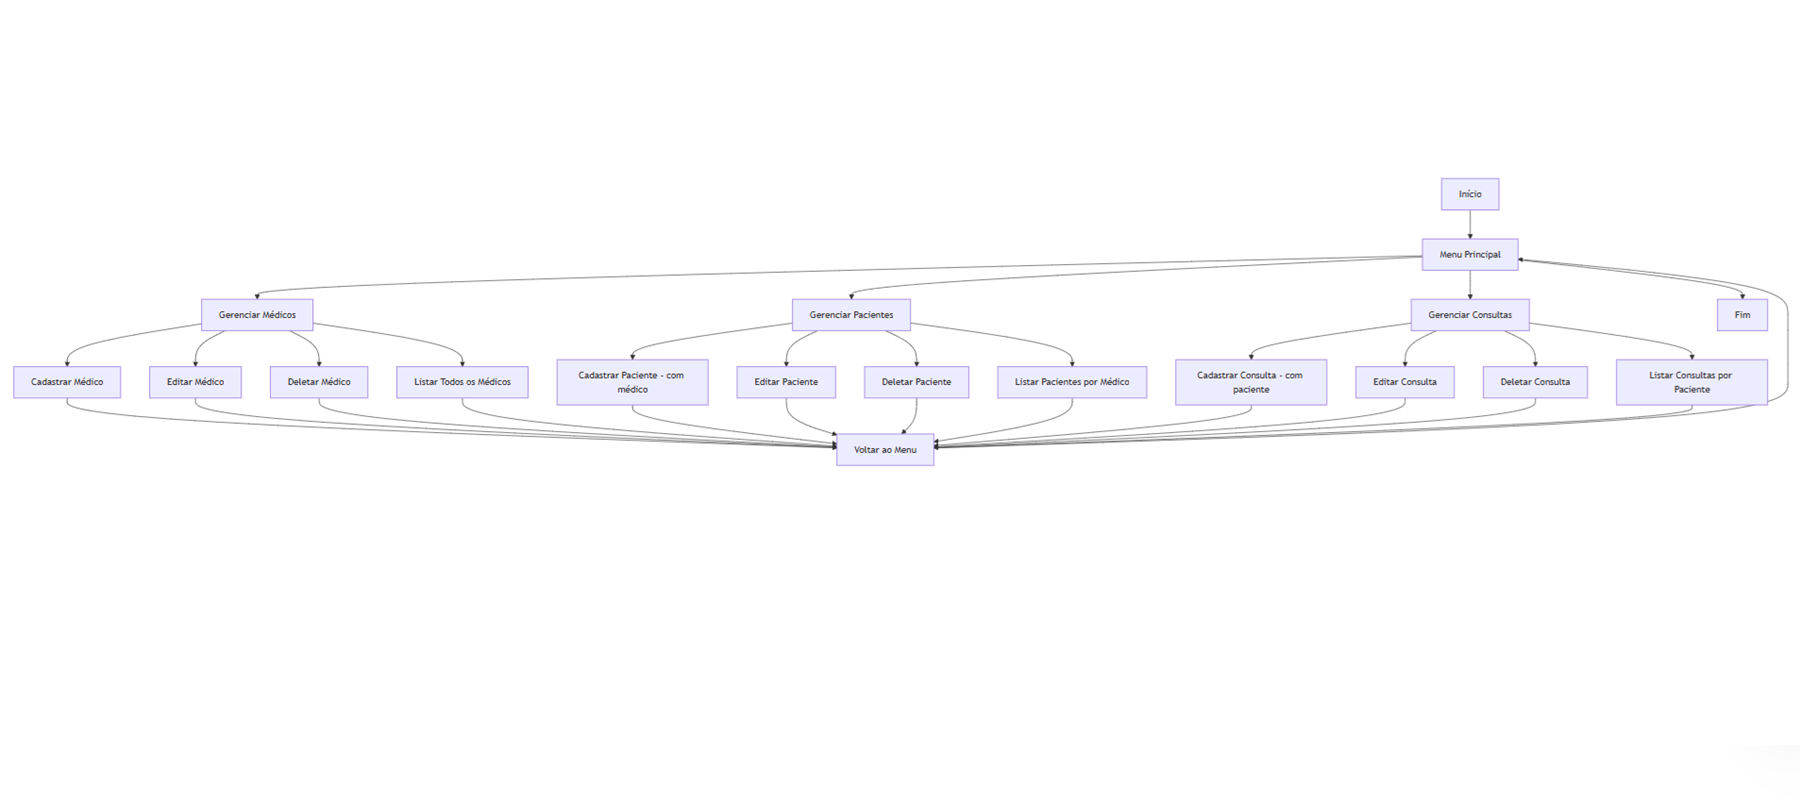 Início
Menu Principal
Gerenciar Médicos
Gerenciar Pacientes
Gerenciar Consultas
Fim
Cadastrar Médico
Editar Médico
Deletar Médico
Listar Todos os Médicos
Cadastrar Paciente - com
médico
Editar Paciente
Deletar Paciente
Listar Pacientes por Médico
Cadastrar Consulta - com
paciente
Editar Consulta
Deletar Consulta
Listar Consultas por
Paciente
Voltar ao Menu